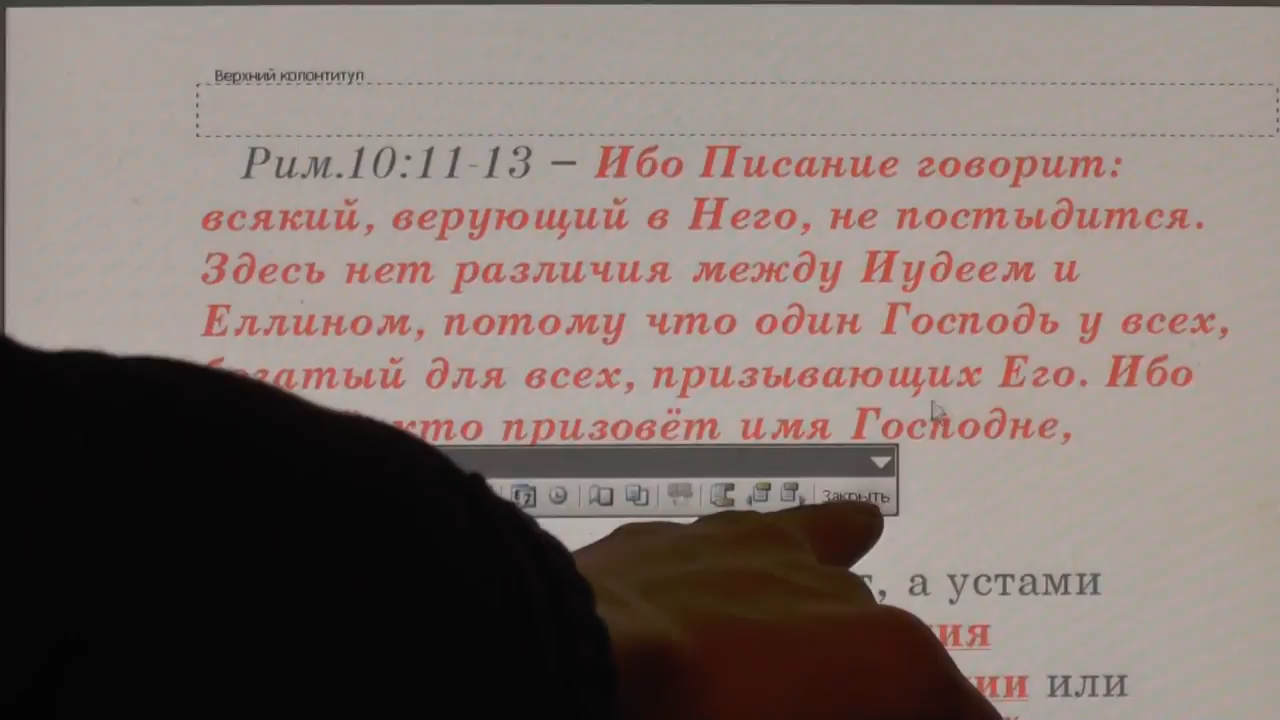 Верхний колонтитул
Рим.10:11-13 – Ибо Писание говорит:
всякий, верующий в Него, не постыдится.
Здесь нет различия между Иудеем и
Еллином, потому что один Господь у всех,
богатый для всех, призывающих Его. Ибо
кто призовёт имя Господне,
Закрыть
, а устами
ия
ии или